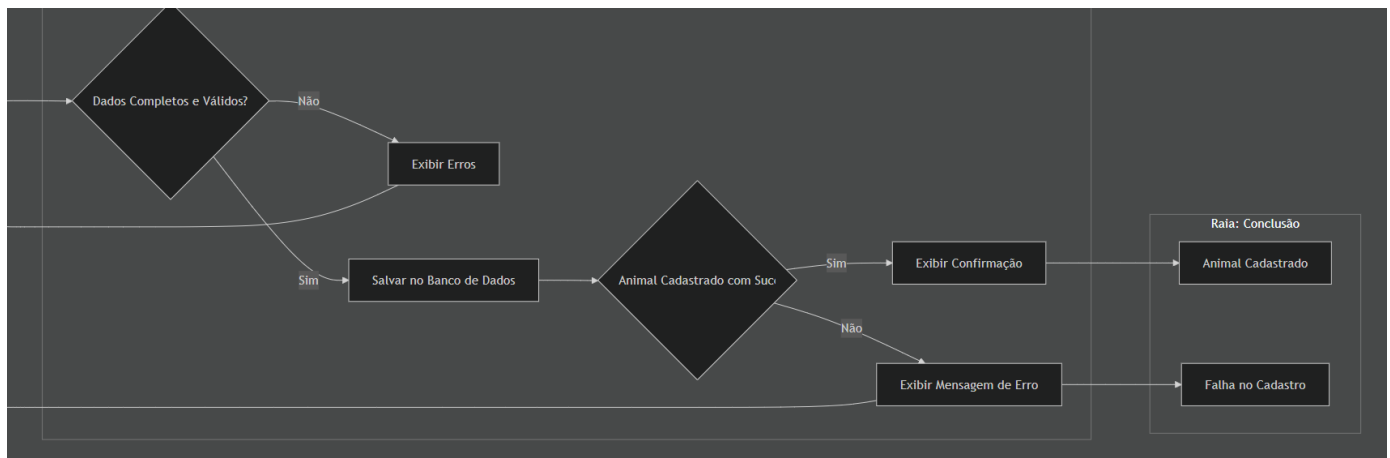 Dados Completos e Válidos?
Não
Exibir Erros
Sim
Salvar no Banco de Dados
Animal Cadastrado com Suc
Sim
Exibir Confirmação
Não
Exibir Mensagem de Erro
Raia: Conclusão
Animal Cadastrado
Falha no Cadastro